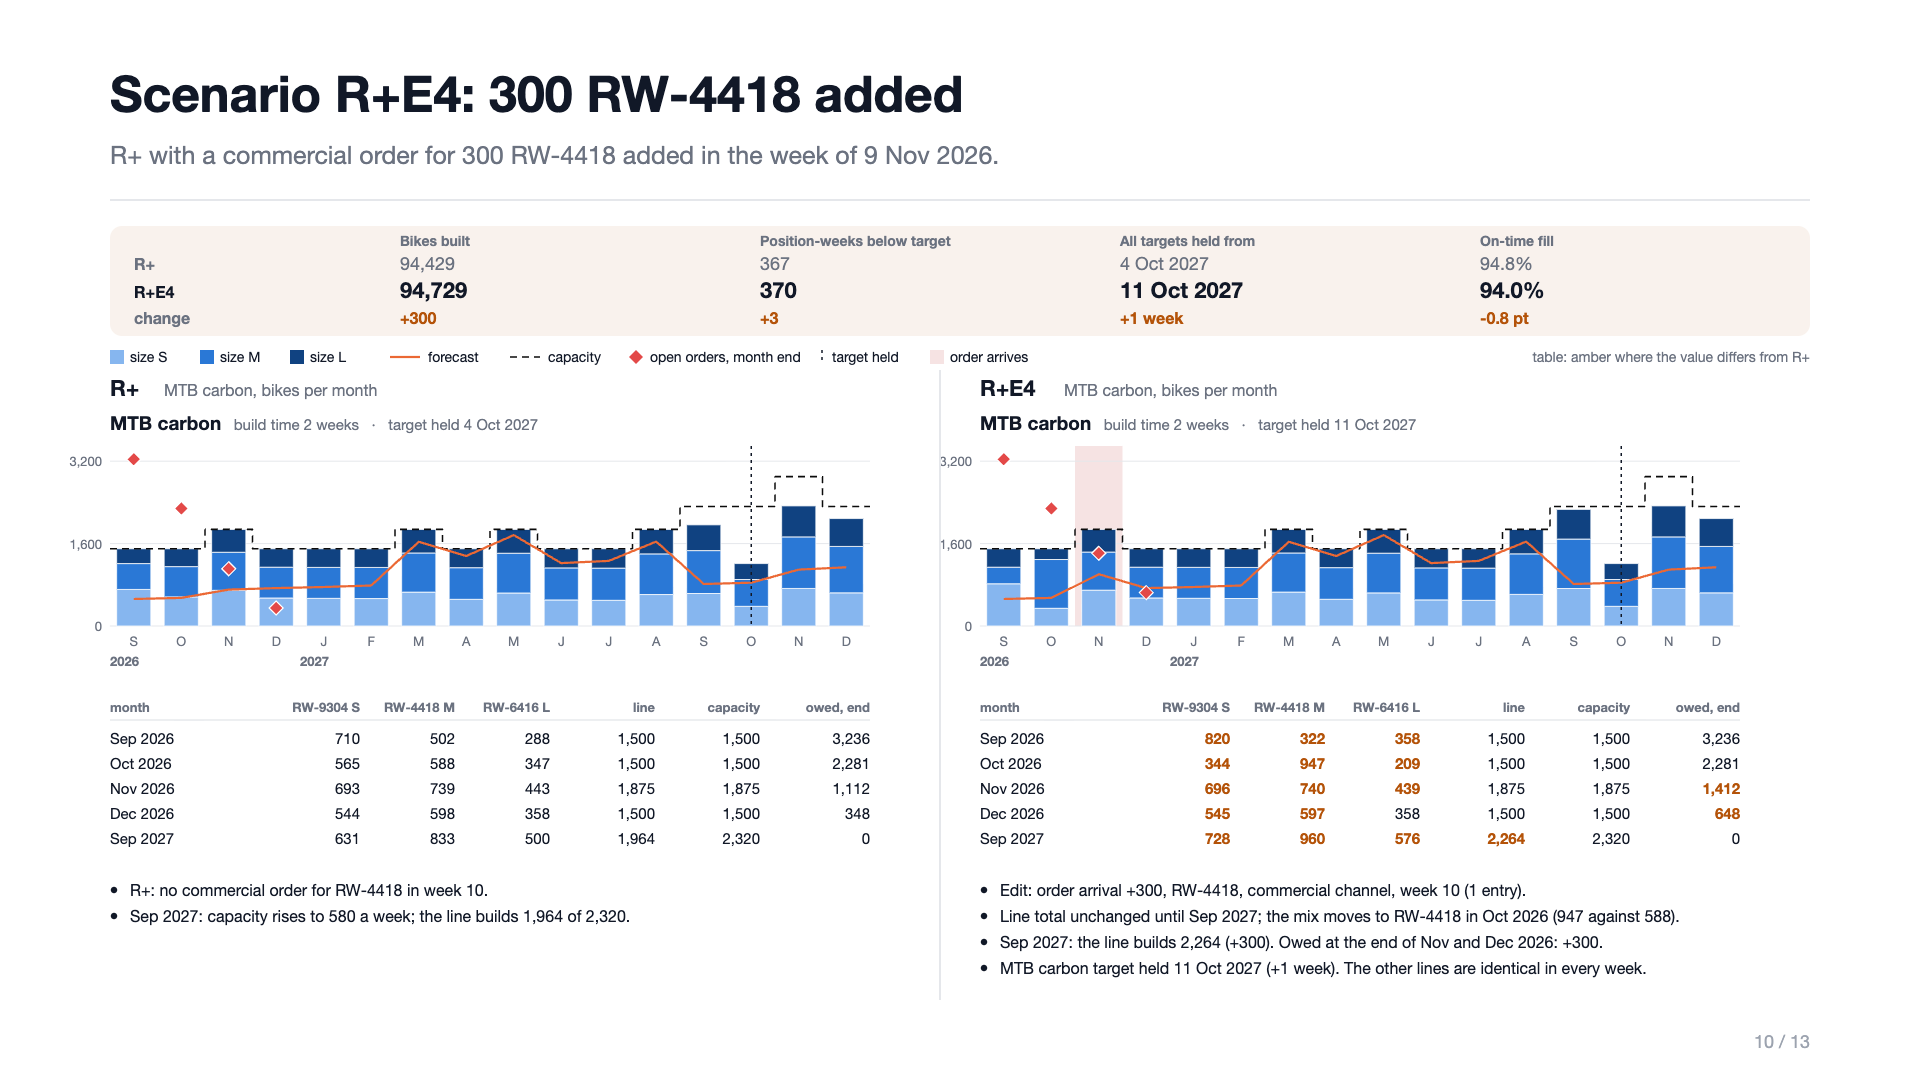 Scenario R+E4: 300 RW-4418 added
R+ with a commercial order for 300 RW-4418 added in the week of 9 Nov 2026.
Bikes built Position-weeks below target All targets held from On-time fill
R+ 94,429 367 4 Oct 2027 94.8%
R+E4 94,729 370 11 Oct 2027 94.0%
change +300 +3 +1 week -0.8 pt
size S size M size L forecast capacity open orders, month end target held order arrives table: amber where the value differs from R+
R+ MTB carbon, bikes per month
MTB carbon build time 2 weeks · target held 4 Oct 2027
3,200
1,600
0
S O N D J F M A M J J A S O N D
2026 2027
month RW-9304 S RW-4418 M RW-6416 L line capacity owed, end
Sep 2026 710 502 288 1,500 1,500 3,236
Oct 2026 565 588 347 1,500 1,500 2,281
Nov 2026 693 739 443 1,875 1,875 1,112
Dec 2026 544 598 358 1,500 1,500 348
Sep 2027 631 833 500 1,964 2,320 0
• R+: no commercial order for RW-4418 in week 10.
• Sep 2027: capacity rises to 580 a week; the line builds 1,964 of 2,320.
R+E4 MTB carbon, bikes per month
MTB carbon build time 2 weeks · target held 11 Oct 2027
3,200
1,600
0
S O N D J F M A M J J A S O N D
2026 2027
month RW-9304 S RW-4418 M RW-6416 L line capacity owed, end
Sep 2026 820 322 358 1,500 1,500 3,236
Oct 2026 344 947 209 1,500 1,500 2,281
Nov 2026 696 740 439 1,875 1,875 1,412
Dec 2026 545 597 358 1,500 1,500 648
Sep 2027 728 960 576 2,264 2,320 0
• Edit: order arrival +300, RW-4418, commercial channel, week 10 (1 entry).
• Line total unchanged until Sep 2027; the mix moves to RW-4418 in Oct 2026 (947 against 588).
• Sep 2027: the line builds 2,264 (+300). Owed at the end of Nov and Dec 2026: +300.
• MTB carbon target held 11 Oct 2027 (+1 week). The other lines are identical in every week.
10 / 13